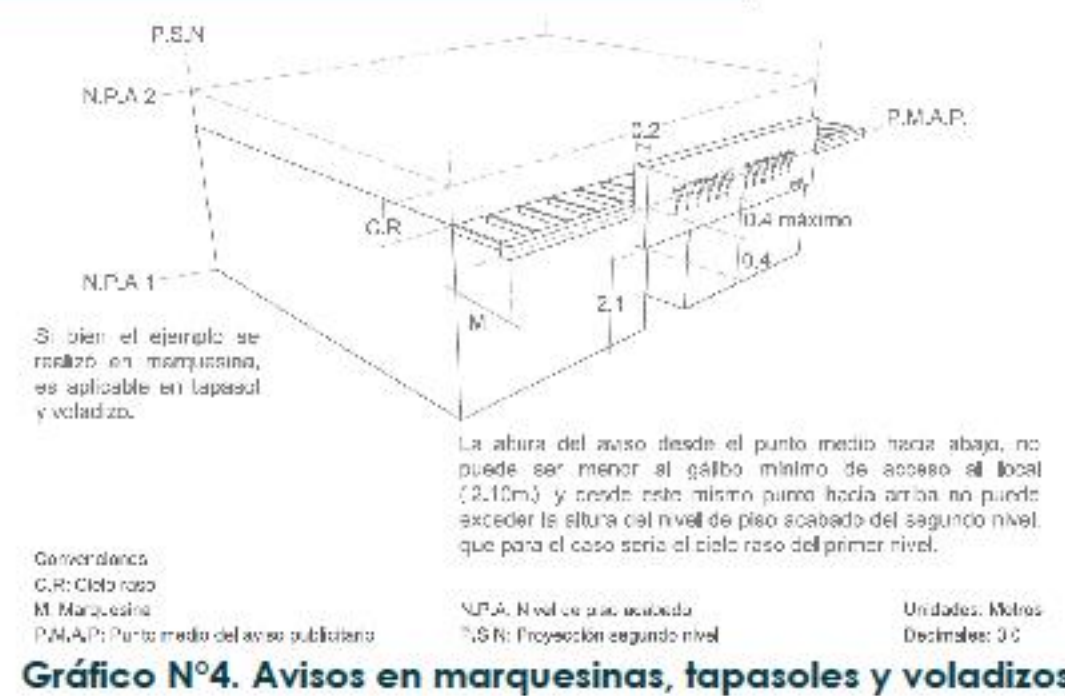 P.S.N
N.P.A 2
P.M.A.P.
0.2
C.R
0.4 máximo
N.P.A 1
0.4
2.1
M
Si bien el ejemplo se
realizó en marquesina,
es aplicable en tapasol
y voladizo.
La altura del aviso desde el punto medio hacia abajo, no
puede ser menor al gálibo mínimo de acceso al local
(2.10m) y desde este mismo punto hacia arriba no puede
exceder la altura del nivel de piso acabado del segundo nivel,
que para el caso seria el cielo raso del primer nivel.
Convenciones
C.R: Cielo raso
M: Marquesina
P.M.A.P: Punto medio del aviso publicitario
N.P.A: Nivel de piso acabado
P.S.N: Proyección segundo nivel
Unidades: Metros
Decimales: 0.0
Gráfico N°4. Avisos en marquesinas, tapasoles y voladizos